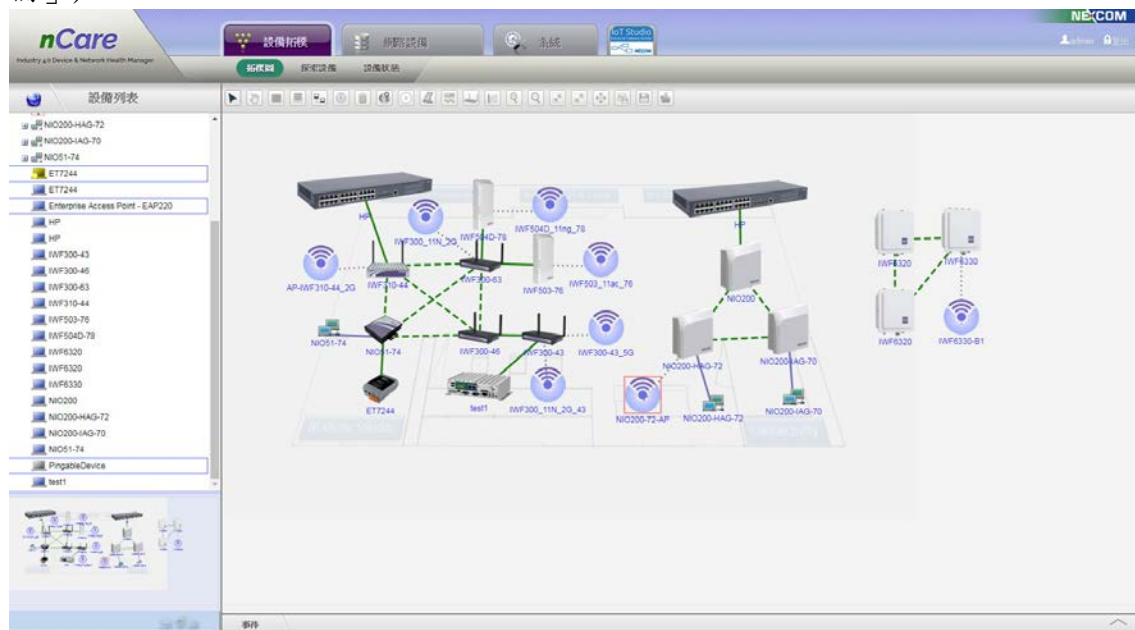 NEXCOM
nCare
Industry 4.0 Device & Network Health Manager
設備拓樸
網際設備
系統
IoT Studio
admin
登出
拓樸圖
探索設備
設備狀態
設備列表
NIO200-HAG-72
NIO200-IAG-70
NIO51-74
ET7244
ET7244
Enterprise Access Point - EAP220
HP
HP
IWF300-43
IWF300-46
IWF300-63
IWF310-44
IWF503-76
IWF504D-78
IWF6320
IWF6320
IWF6330
NIO200
NIO200-HAG-72
NIO200-IAG-70
NIO51-74
PingableDevice
test1
HP
IWF300_11N_2G
IWF504D-78
IWF504D_11ng_78
AP-IWF310-44_2G
IWF310-44
IWF300-63
IWF503-76
IWF503_11ac_76
NIO51-74
NIO51-74
IWF300-46
IWF300-43
IWF300-43_5G
ET7244
test1
IWF300_11N_2G_43
HP
NIO200
NIO200-HAG-72
NIO200-IAG-70
NIO200-72-AP
NIO200-HAG-72
NIO200-IAG-70
IWF6320
IWF6330
IWF6320
IWF6330-B1
事件